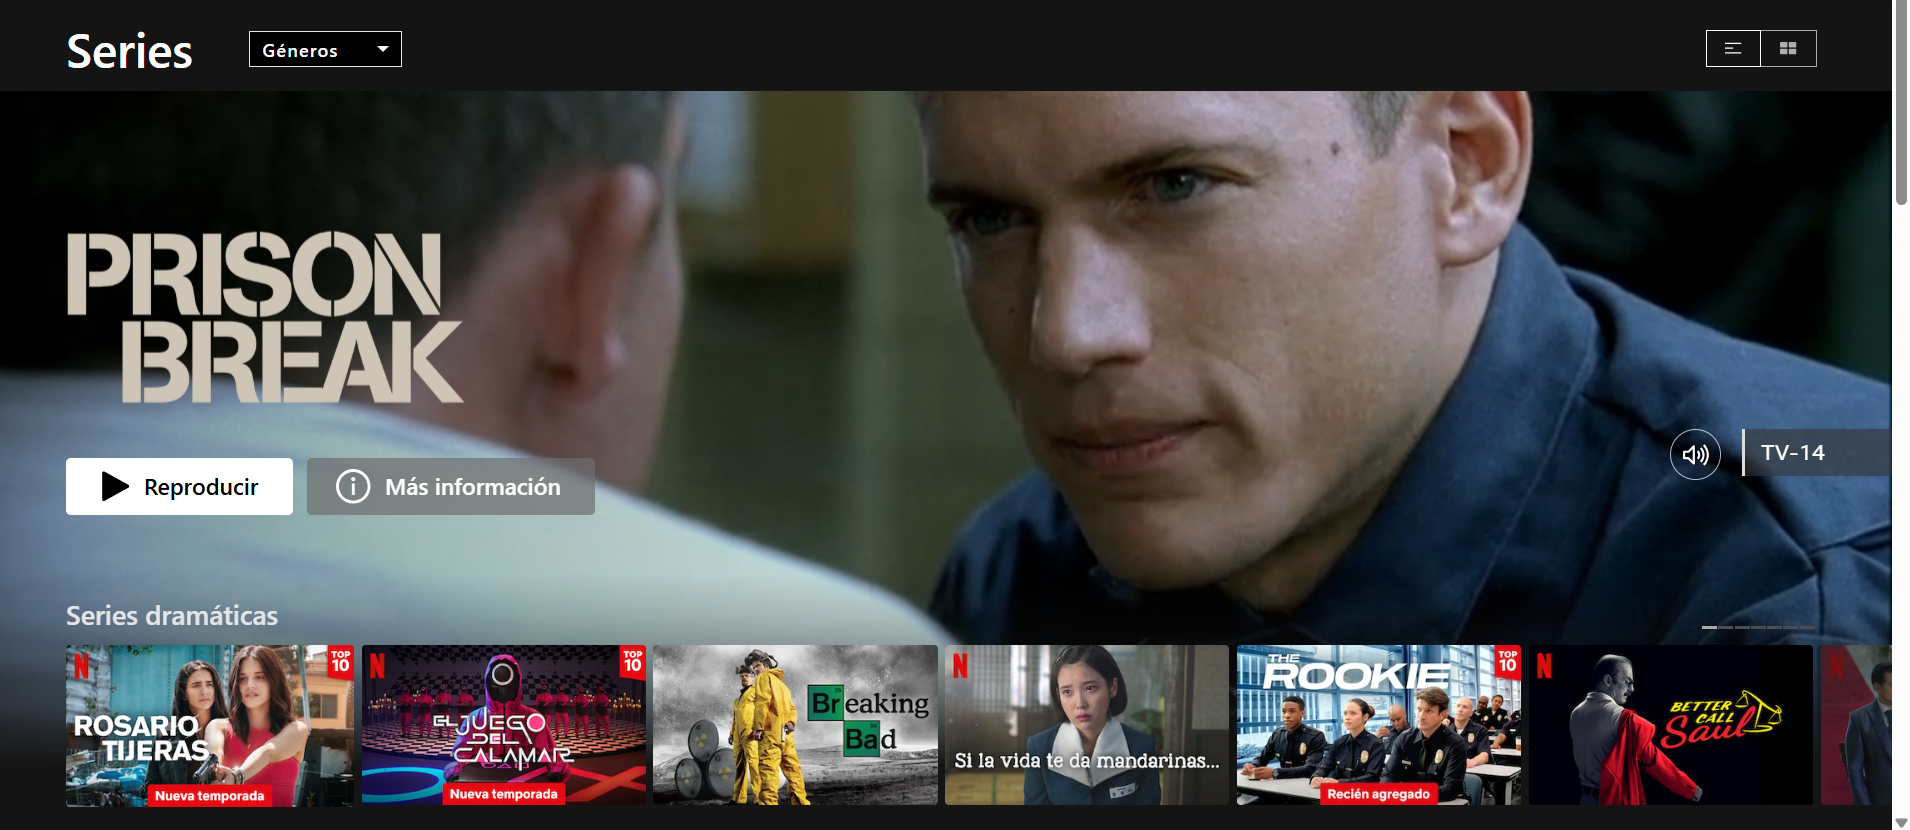 Series
Géneros
PRISON
BREAK
TV-14
Reproducir
Más información
Series dramáticas
N
TOP
10
ROSARIO
TIJERAS
Nueva temporada
N
TOP
10
EL JUEGO
DEL
CALAMAR
Nueva temporada
35
Breaking
56
Bad
N
Si la vida te da mandarinas...
TOP
10
THE
ROOKIE
Recién agregado
N
BETTER
CALL
Saul
N